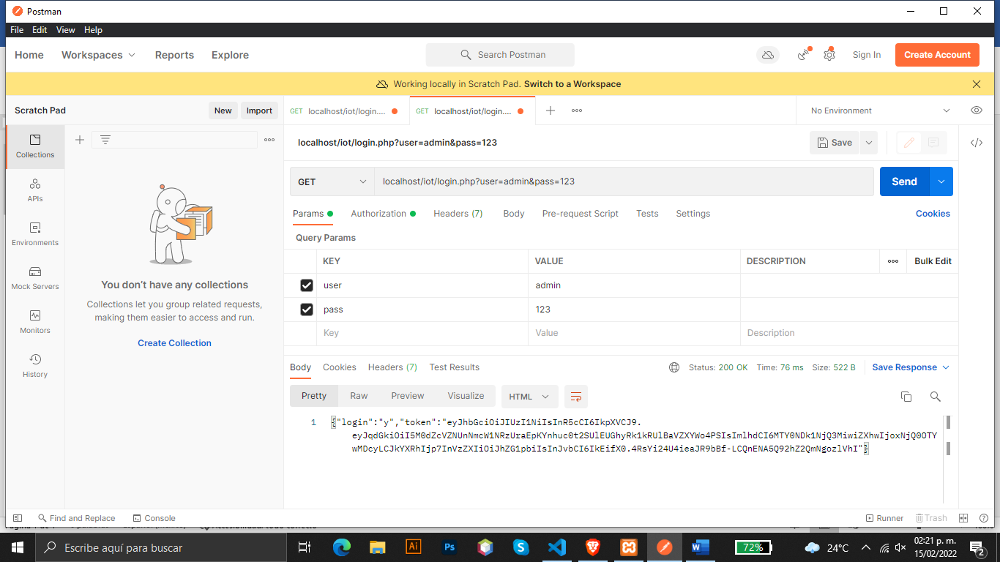 Postman
File Edit View Help
Home Workspaces Reports Explore Search Postman Sign In Create Account
Working locally in Scratch Pad. Switch to a Workspace
Scratch Pad New Import GET localhost/iot/login.... GET localhost/iot/login.... No Environment
Collections
APIs
Environments
Mock Servers
Monitors
History
You don't have any collections
Collections let you group related requests,
making them easier to access and run.
Create Collection
localhost/iot/login.php?user=admin&pass=123 Save
GET localhost/iot/login.php?user=admin&pass=123 Send
Params Authorization Headers (7) Body Pre-request Script Tests Settings Cookies
Query Params
KEY VALUE DESCRIPTION Bulk Edit
user admin
pass 123
Key Value Description
Body Cookies Headers (7) Test Results Status: 200 OK Time: 76 ms Size: 522 B Save Response
Pretty Raw Preview Visualize HTML
1 {"login":"y","token":"eyJhbGciOiJIUzI1NiIsInR5cCI6IkpXVCJ9.
eyJqdGkiOiI5M0dZcVZNUnNmcW1NRzUraEpKYnhuc0t2SUlEUGhyRk1kRUlBaVZXYWo4PSIsImlhdCI6MTY0NDk1NjQ3MiwiZXhwIjoxNjQ0OTY
wMDcyLCJkYXRhIjp7InVzZXIiOiJhZG1pbiIsInJvbCI6IkEifX0.4RsYi24U4ieaJR9bBf-LCQnENA5Q92hZ2QmNgozlVhI"}
Find and Replace Console Runner Trash
Escribe aquí para buscar 72% 24°C 02:21 p. m.
15/02/2022
2